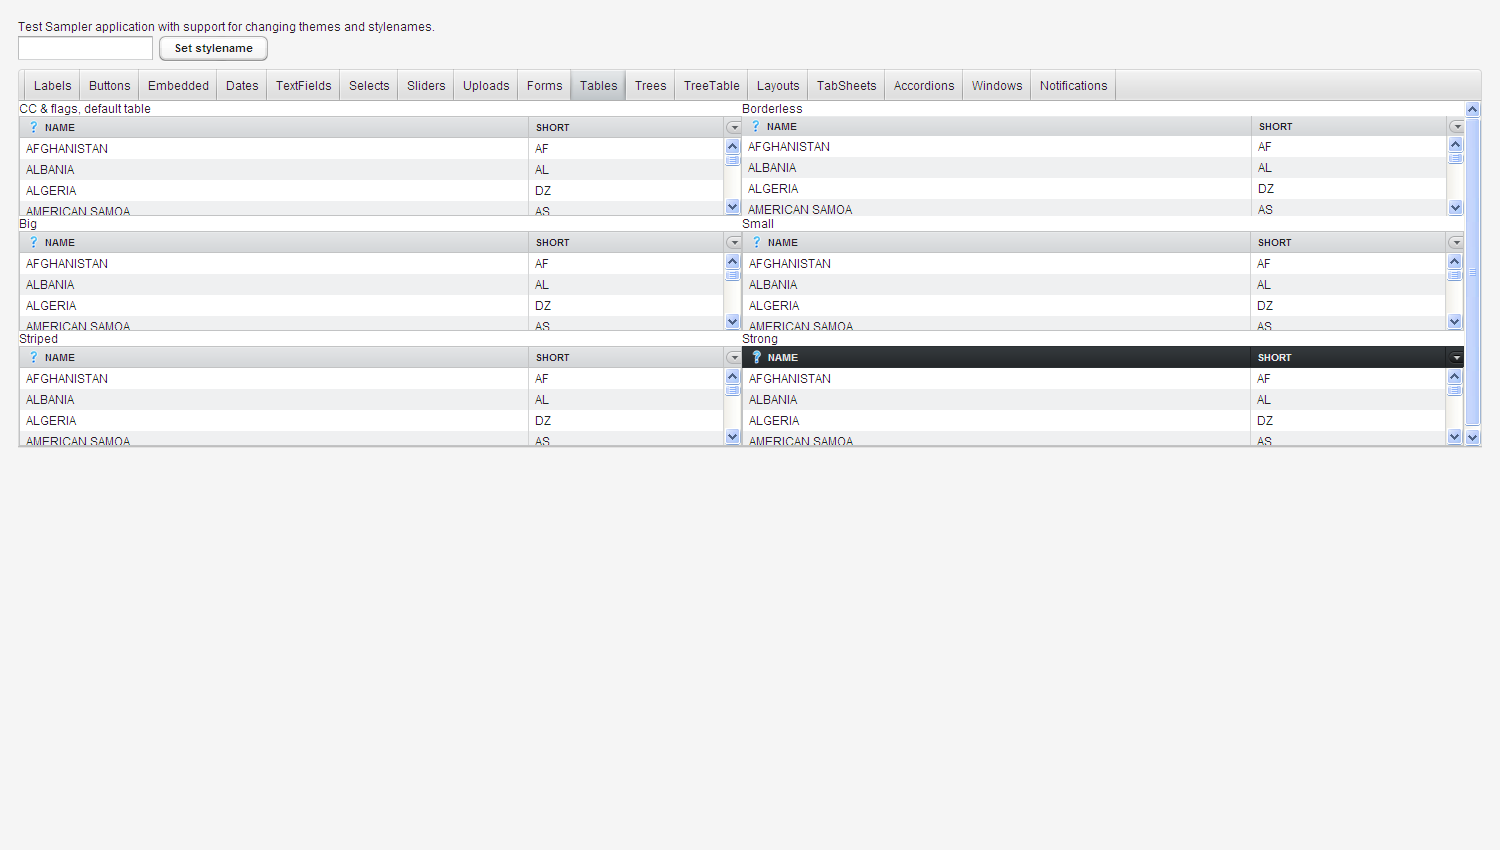 Test Sampler application with support for changing themes and stylenames.
Set stylename
Labels Buttons Embedded Dates TextFields Selects Sliders Uploads Forms Tables Trees TreeTable Layouts TabSheets Accordions Windows Notifications
CC & flags, default table
? NAME SHORT
AFGHANISTAN AF
ALBANIA AL
ALGERIA DZ
AMERICAN SAMOA AS
Borderless
? NAME SHORT
AFGHANISTAN AF
ALBANIA AL
ALGERIA DZ
AMERICAN SAMOA AS
Big
? NAME SHORT
AFGHANISTAN AF
ALBANIA AL
ALGERIA DZ
AMERICAN SAMOA AS
Small
? NAME SHORT
AFGHANISTAN AF
ALBANIA AL
ALGERIA DZ
AMERICAN SAMOA AS
Striped
? NAME SHORT
AFGHANISTAN AF
ALBANIA AL
ALGERIA DZ
AMERICAN SAMOA AS
Strong
? NAME SHORT
AFGHANISTAN AF
ALBANIA AL
ALGERIA DZ
AMERICAN SAMOA AS